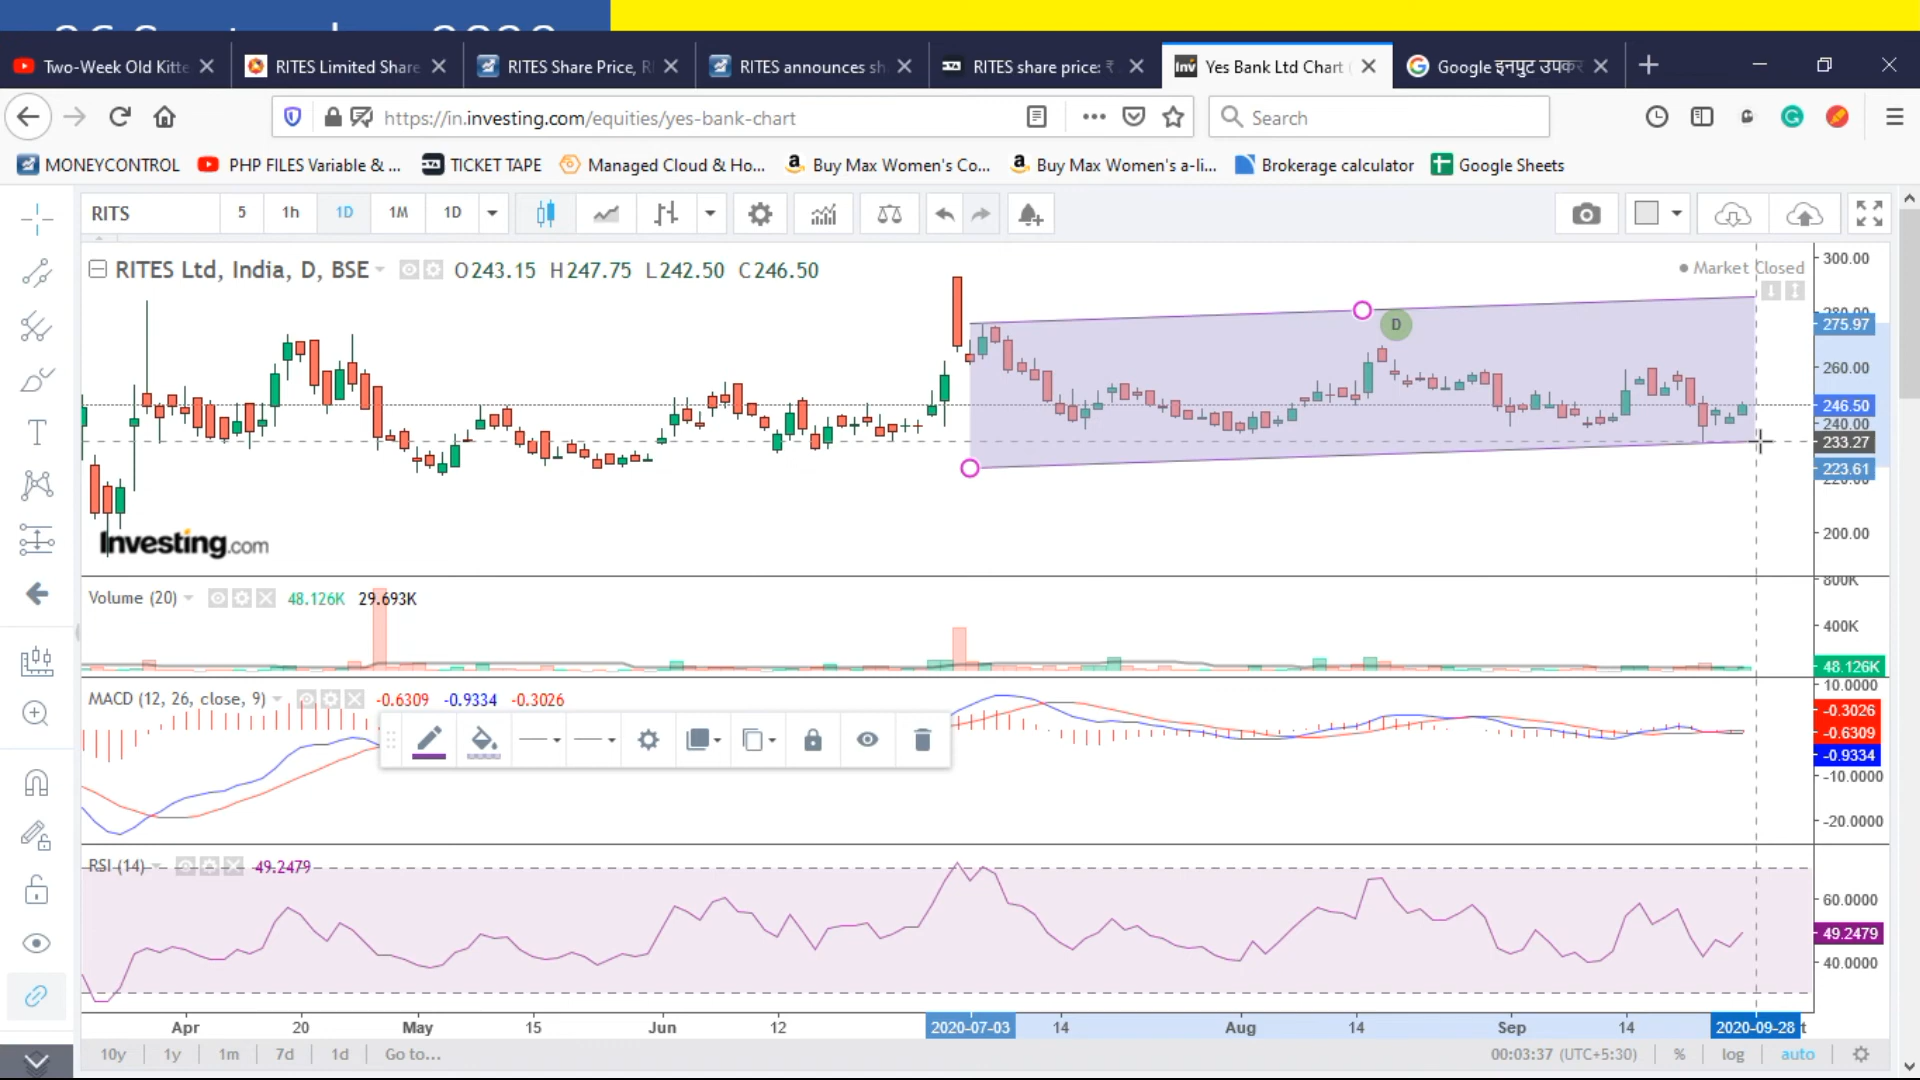 Two-Week Old Kitte
RITES Limited Share
RITES Share Price, R
RITES announces sh
RITES share price: ₹
Yes Bank Ltd Chart
Google इनपुट उपकर
https://in.investing.com/equities/yes-bank-chart
Search
MONEYCONTROL
PHP FILES Variable & ...
TICKET TAPE
Managed Cloud & Ho...
Buy Max Women's Co...
Buy Max Women's a-li...
Brokerage calculator
Google Sheets
RITS 5 1h 1D 1M 1D
RITES Ltd, India, D, BSE O243.15 H247.75 L242.50 C246.50
Market Closed
300.00
D
275.97
260.00
246.50
240.00
233.27
223.61
200.00
Investing.com
Volume (20) 48.126K 29.693K
800K
400K
48.126K
MACD (12, 26, close, 9) -0.6309 -0.9334 -0.3026
10.0000
-0.3026
-0.6309
-0.9334
-10.0000
-20.0000
RSI (14) 49.2479
60.0000
49.2479
40.0000
Apr 20 May 15 Jun 12 2020-07-03 14 Aug 14 Sep 14 2020-09-28
10y 1y 1m 7d 1d Go to... 00:03:37 (UTC+5:30) % log auto